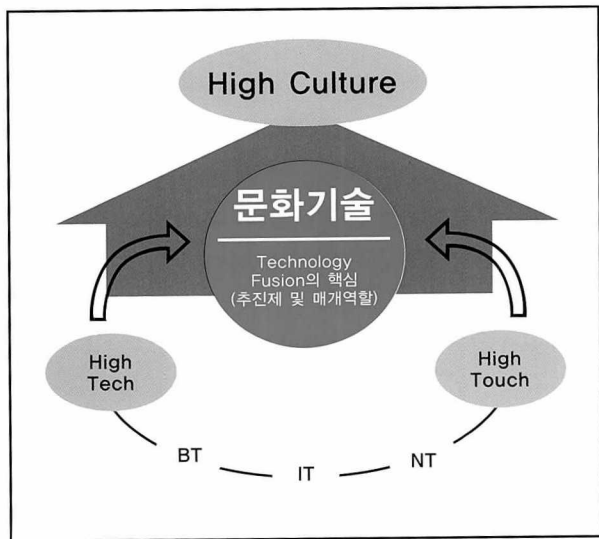 High Culture
문화기술
Technology
Fusion의 핵심
(추진제 및 매개역할)
High
Tech
High
Touch
BT
IT
NT